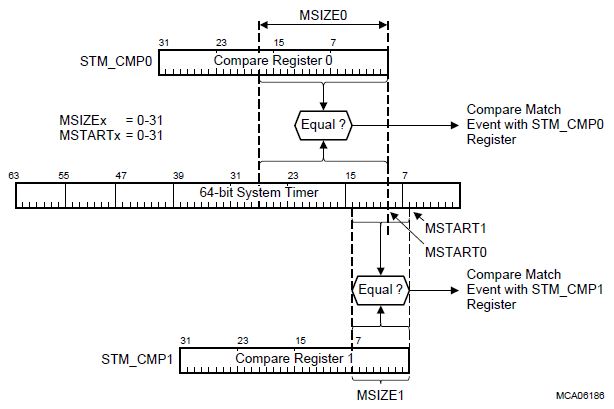 MSIZE0
31 23 15 7
STM_CMP0 Compare Register 0
MSIZEx = 0-31
MSTARTx = 0-31
Equal ?
Compare Match
Event with STM_CMP0
Register
63 55 47 39 31 23 15 7
64-bit System Timer
MSTART1
MSTART0
Equal ?
Compare Match
Event with STM_CMP1
Register
31 23 15 7
STM_CMP1 Compare Register 1
MSIZE1
MCA06186